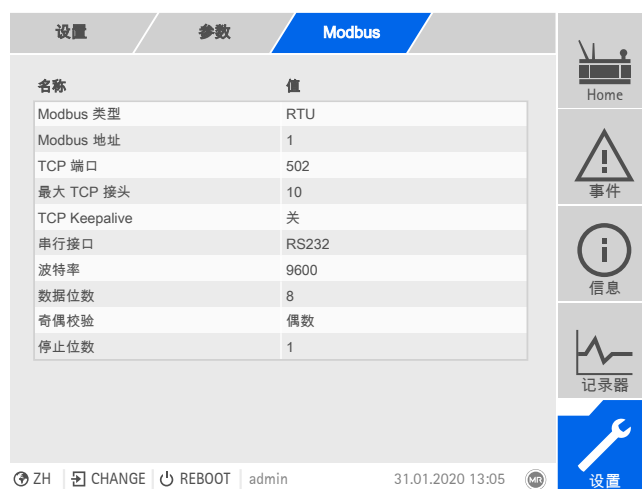 设置 参数 Modbus
名称 值
Modbus 类型 RTU
Modbus 地址 1
TCP 端口 502
最大 TCP 接头 10
TCP Keepalive 关
串行接口 RS232
波特率 9600
数据位数 8
奇偶校验 偶数
停止位数 1
Home
事件
信息
记录器
设置
ZH CHANGE REBOOT admin 31.01.2020 13:05 MR